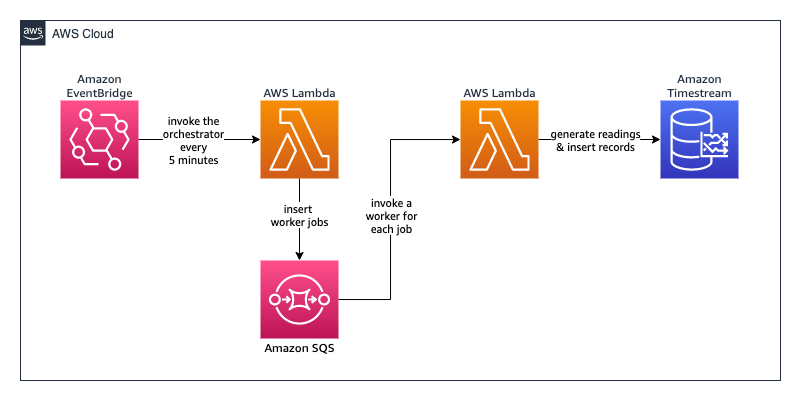 aws
AWS Cloud
Amazon
EventBridge
invoke the
orchestrator
every
5 minutes
AWS Lambda
insert
worker jobs
Amazon SQS
invoke a
worker for
each job
AWS Lambda
generate readings
& insert records
Amazon
Timestream